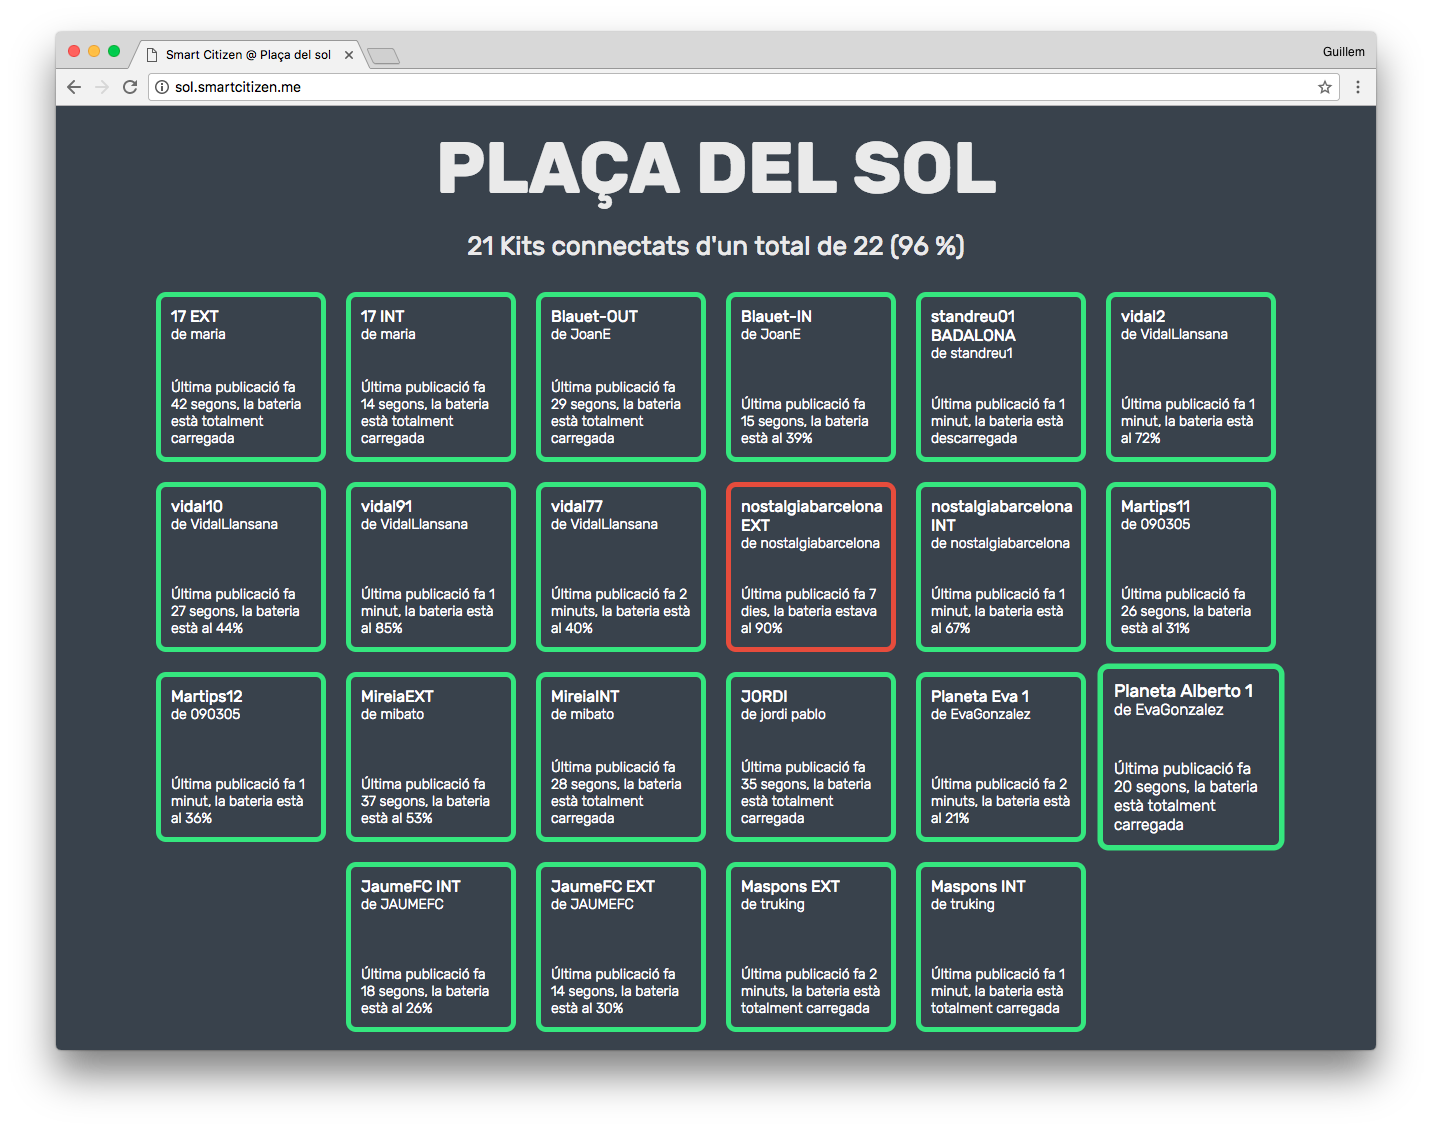 Smart Citizen @ Plaça del sol
Guillem
sol.smartcitizen.me
PLAÇA DEL SOL
21 Kits connectats d'un total de 22 (96 %)
17 EXT
de maria
Última publicació fa
42 segons, la bateria
està totalment
carregada
17 INT
de maria
Última publicació fa
14 segons, la bateria
està totalment
carregada
Blauet-OUT
de JoanE
Última publicació fa
29 segons, la bateria
està totalment
carregada
Blauet-IN
de JoanE
Última publicació fa
15 segons, la bateria
està al 39%
standreu01
BADALONA
de standreu1
Última publicació fa 1
minut, la bateria està
descarregada
vidal2
de VidalLlansana
Última publicació fa 1
minut, la bateria està
al 72%
vidal10
de VidalLlansana
Última publicació fa
27 segons, la bateria
està al 44%
vidal91
de VidalLlansana
Última publicació fa 1
minut, la bateria està
al 85%
vidal77
de VidalLlansana
Última publicació fa 2
minuts, la bateria està
al 40%
nostalgiabarcelona
EXT
de nostalgiabarcelona
Última publicació fa 7
dies, la bateria estava
al 90%
nostalgiabarcelona
INT
de nostalgiabarcelona
Última publicació fa 1
minut, la bateria està
al 67%
Martips11
de 090305
Última publicació fa
26 segons, la bateria
està al 31%
Martips12
de 090305
Última publicació fa 1
minut, la bateria està
al 36%
MireiaEXT
de mibato
Última publicació fa
37 segons, la bateria
està al 53%
MireiaINT
de mibato
Última publicació fa
28 segons, la bateria
està totalment
carregada
JORDI
de jordi pablo
Última publicació fa
35 segons, la bateria
està totalment
carregada
Planeta Eva 1
de EvaGonzalez
Última publicació fa 2
minuts, la bateria està
al 21%
Planeta Alberto 1
de EvaGonzalez
Última publicació fa
20 segons, la bateria
està totalment
carregada
JaumeFC INT
de JAUMEFC
Última publicació fa
18 segons, la bateria
està al 26%
JaumeFC EXT
de JAUMEFC
Última publicació fa
14 segons, la bateria
està al 30%
Maspons EXT
de truking
Última publicació fa 2
minuts, la bateria està
totalment carregada
Maspons INT
de truking
Última publicació fa 1
minut, la bateria està
totalment carregada